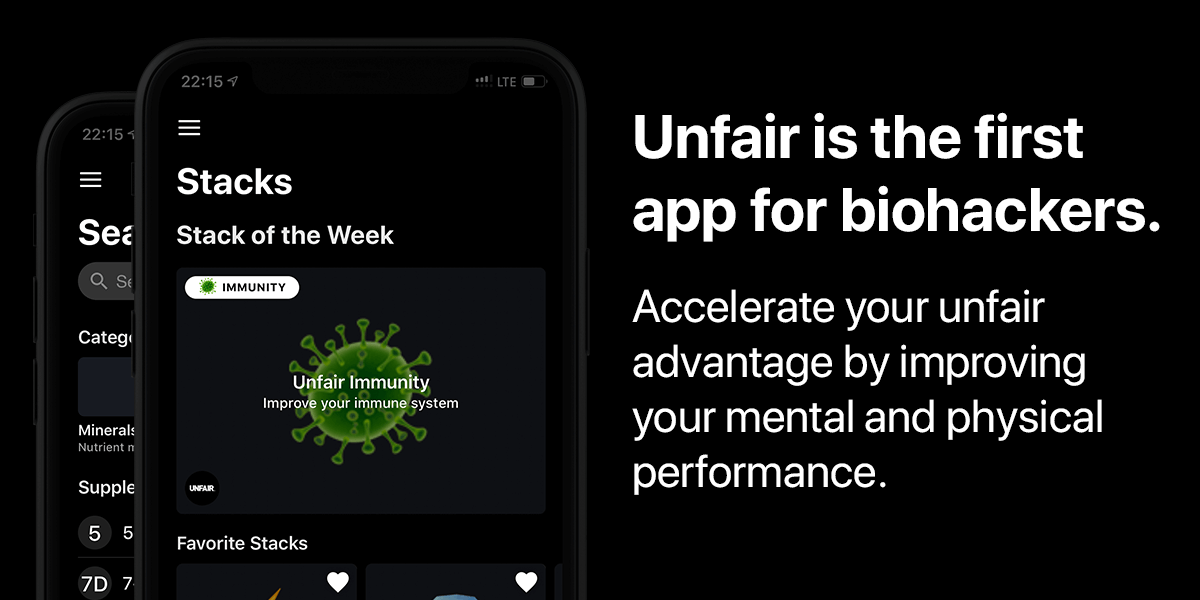 22:15
LTE
Stacks
Stack of the Week
IMMUNITY
Unfair Immunity
Improve your immune system
UNFAIR
Favorite Stacks
22:15
Minerals
Nutrient
5
5
7D
Unfair is the first
app for biohackers.
Accelerate your unfair
advantage by improving
your mental and physical
performance.